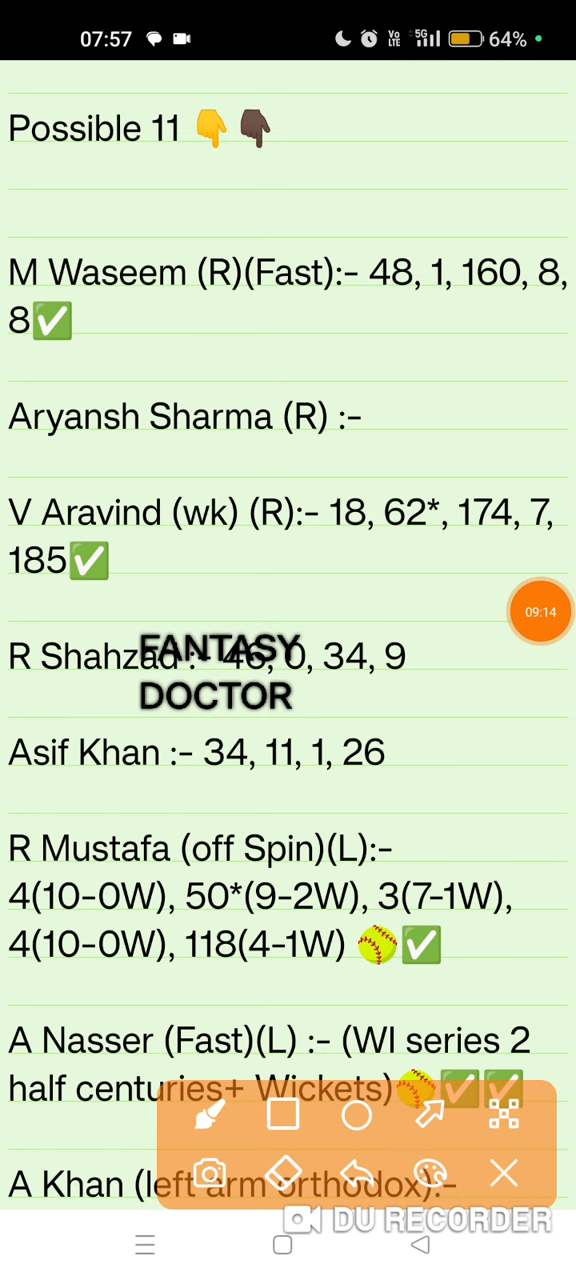 07:57 Vo LTE 5G 64%
Possible 11 👇👇🏿
M Waseem (R)(Fast):- 48, 1, 160, 8,
8✅
Aryansh Sharma (R) :-
V Aravind (wk) (R):- 18, 62*, 174, 7,
185✅
09:14
R Shahzad :- 46, 0, 34, 9
FANTASY
DOCTOR
Asif Khan :- 34, 11, 1, 26
R Mustafa (off Spin)(L):-
4(10-0W), 50*(9-2W), 3(7-1W),
4(10-0W), 118(4-1W) 🥎✅
A Nasser (Fast)(L) :- (WI series 2
half centuries+ Wickets)🥎✅✅
A Khan (left arm orthodox):-
DU RECORDER